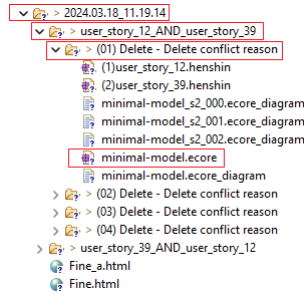 > 2024.03.18_11.19.14
> user_story_12_AND_user_story_39
> (01) Delete - Delete conflict reason
(1)user_story_12.henshin
(2)user_story_39.henshin
minimal-model_s2_000.ecore_diagram
minimal-model_s2_001.ecore_diagram
minimal-model_s2_002.ecore_diagram
minimal-model.ecore
minimal-model.ecore_diagram
> (02) Delete - Delete conflict reason
> (03) Delete - Delete conflict reason
> (04) Delete - Delete conflict reason
> user_story_39_AND_user_story_12
Fine_a.html
Fine.html